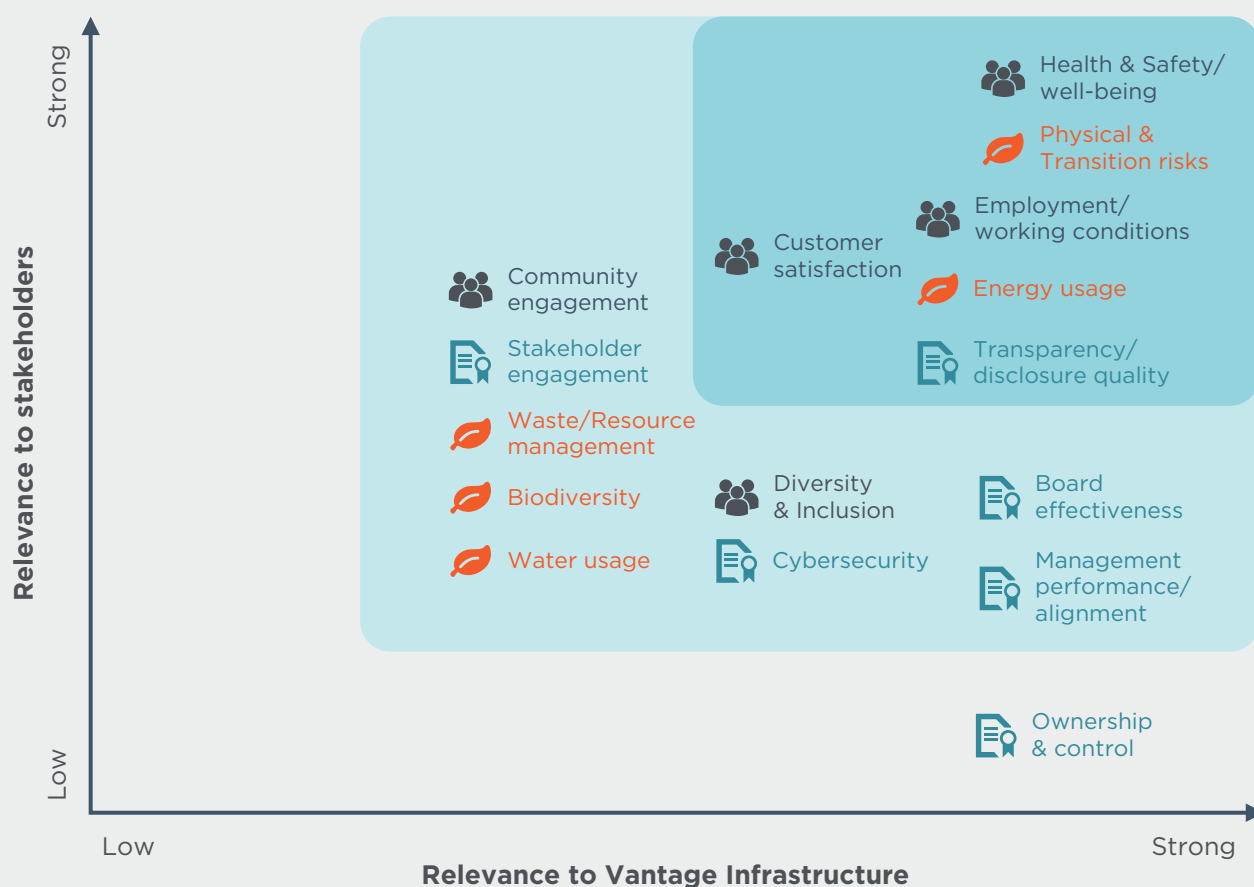 Relevance to stakeholders
Strong
Low
Health & Safety/
well-being
Physical &
Transition risks
Employment/
working conditions
Customer
satisfaction
Energy usage
Transparency/
disclosure quality
Community
engagement
Stakeholder
engagement
Waste/Resource
management
Biodiversity
Water usage
Diversity
& Inclusion
Cybersecurity
Board
effectiveness
Management
performance/
alignment
Ownership
& control
Low
Strong
Relevance to Vantage Infrastructure